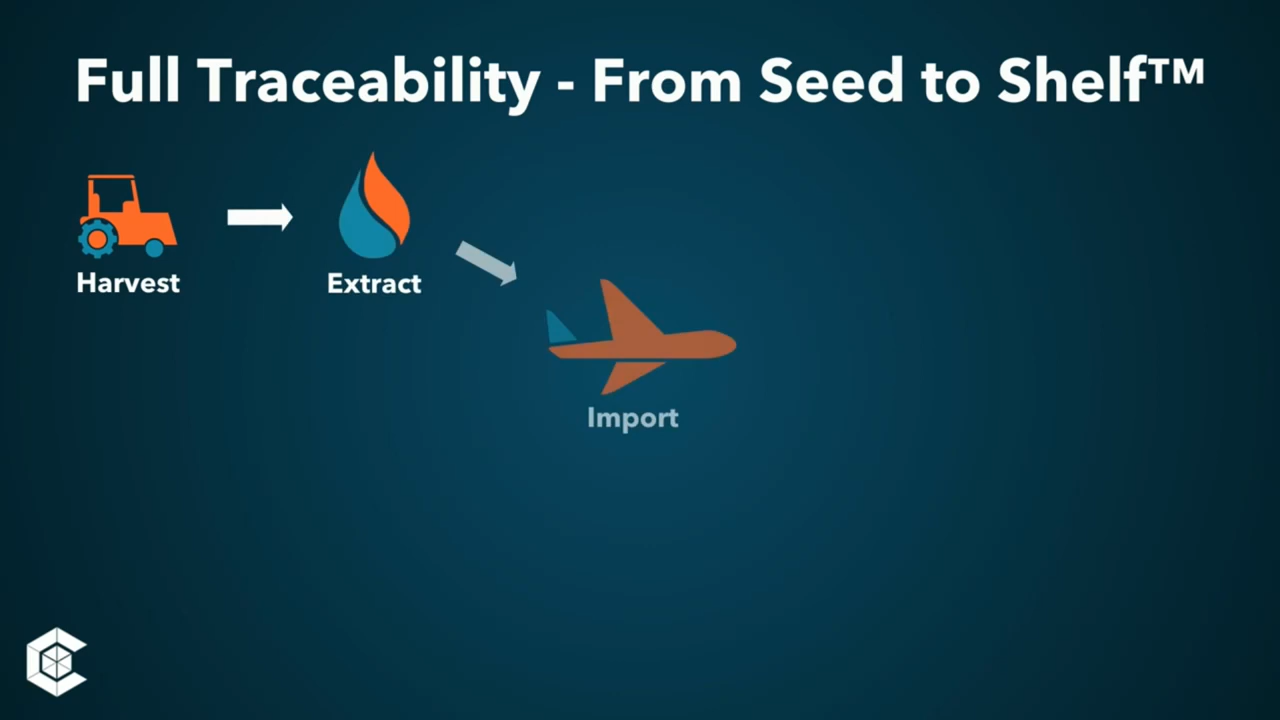 Full Traceability - From Seed to Shelf™
Harvest
Extract
Import